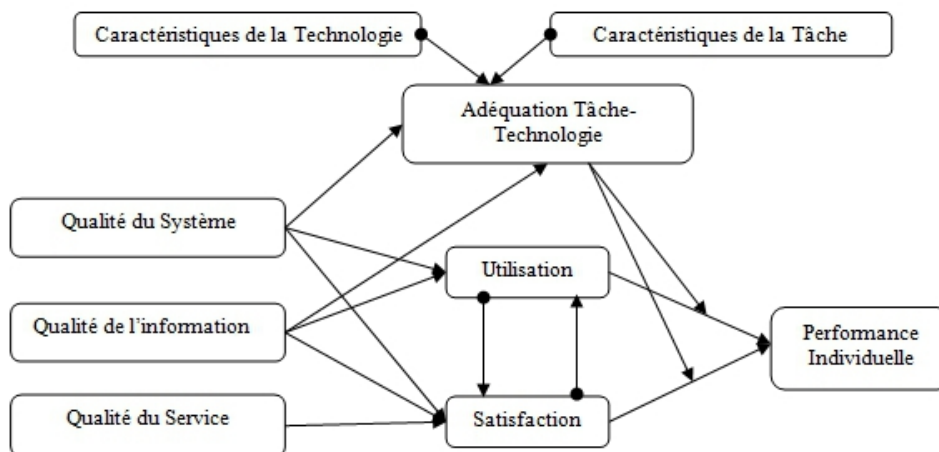 Caractéristiques de la Technologie
Caractéristiques de la Tâche
Adéquation Tâche-
Technologie
Qualité du Système
Utilisation
Qualité de l'information
Performance
Individuelle
Qualité du Service
Satisfaction